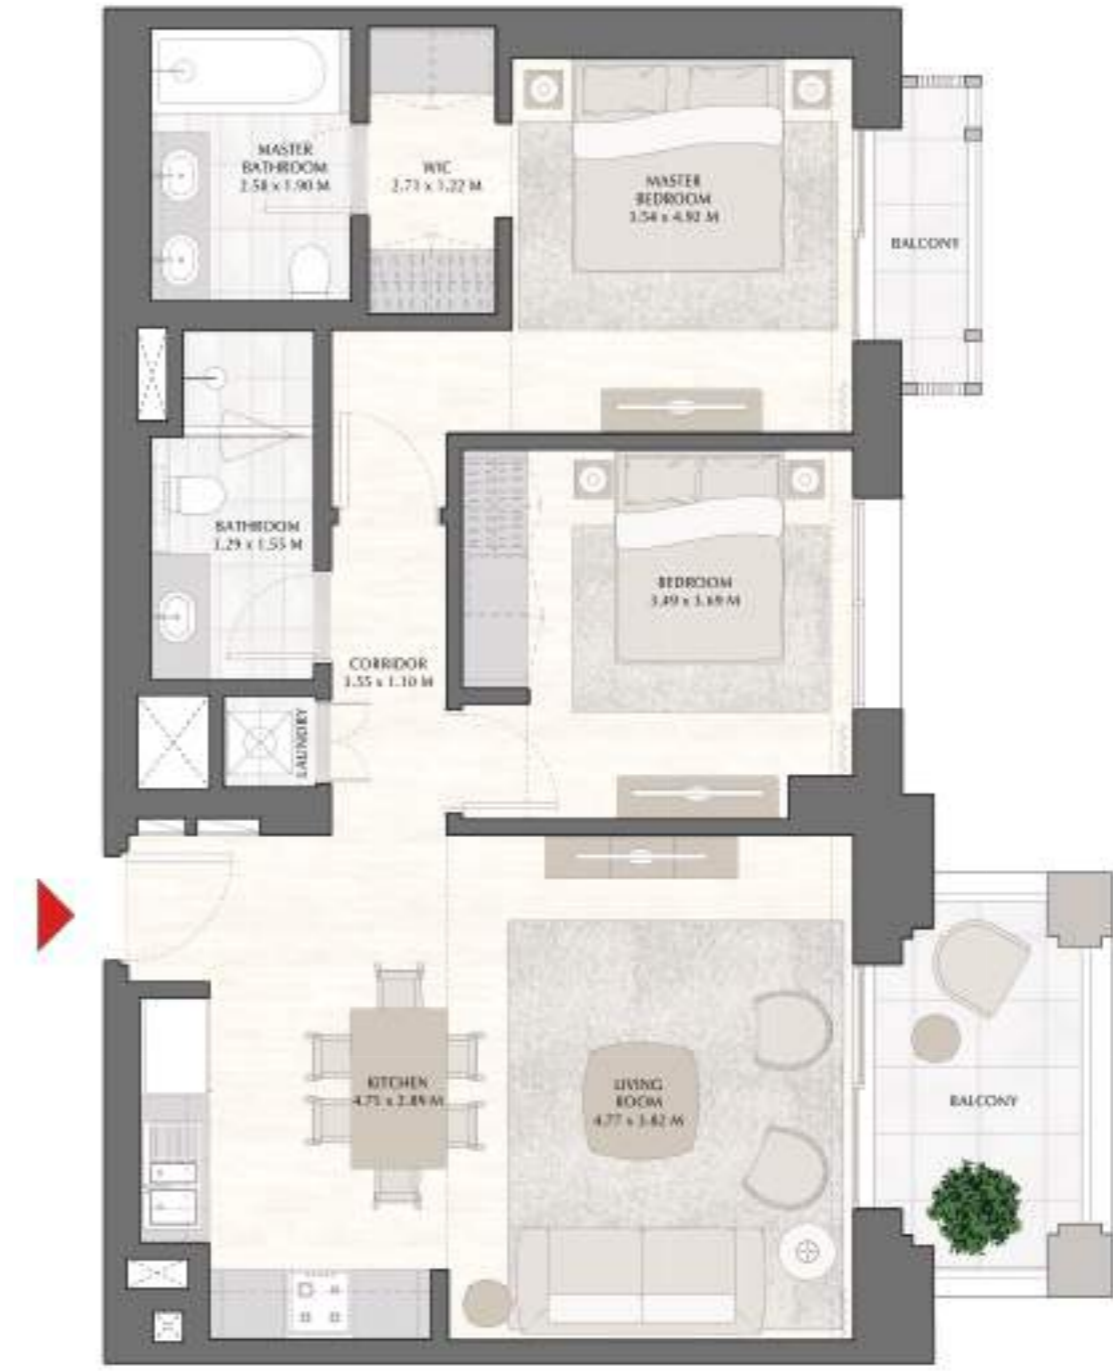 MASTER
BATHROOM
2.58 x 1.90 M
WIC
2.71 x 1.22 M
MASTER
BEDROOM
3.54 x 4.92 M
BALCONY
BATHROOM
3.29 x 1.55 M
BEDROOM
3.49 x 3.69 M
CORRIDOR
3.55 x 1.10 M
LAUNDRY
KITCHEN
4.75 x 2.89 M
LIVING
ROOM
4.77 x 3.82 M
BALCONY